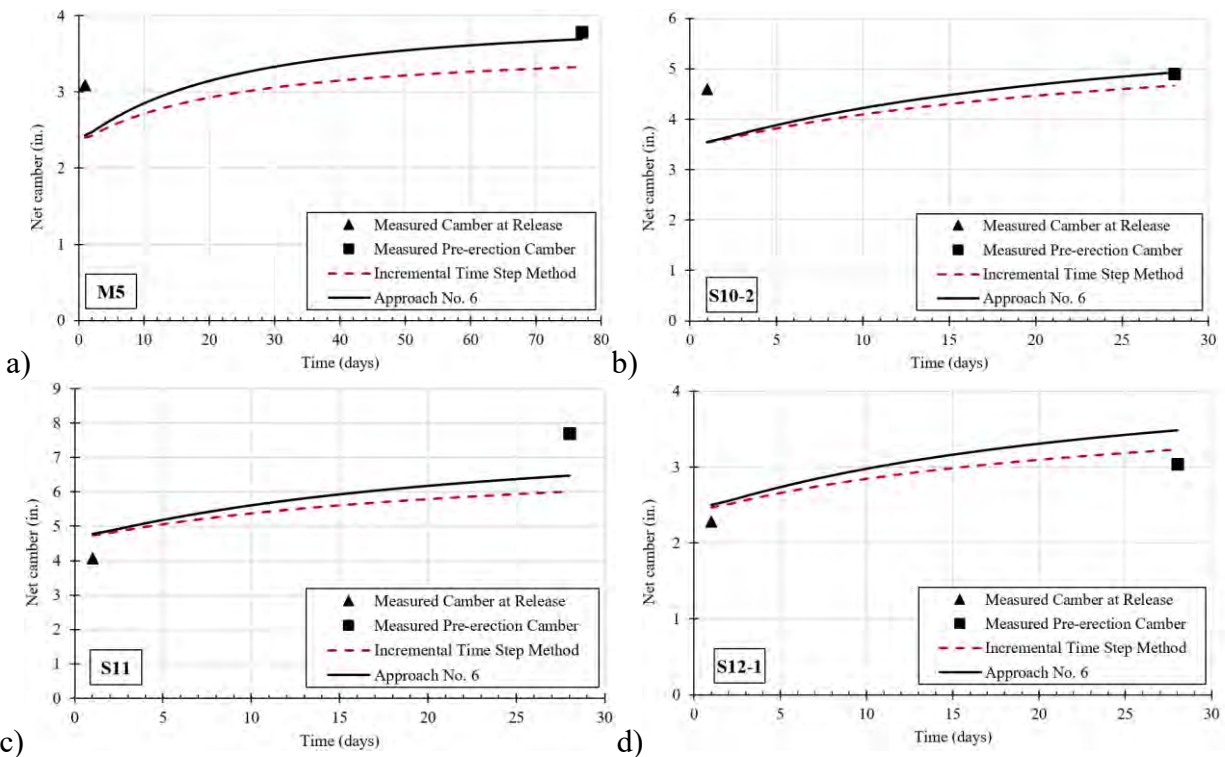 4
3
2
1
0
Net camber (in.)
Measured Camber at Release
Measured Pre-erection Camber
Incremental Time Step Method
Approach No. 6
M5
0 10 20 30 40 50 60 70 80
Time (days)
a)
6
5
4
3
2
1
0
Net camber (in.)
Measured Camber at Release
Measured Pre-erection Camber
Incremental Time Step Method
Approach No. 6
S10-2
0 5 10 15 20 25 30
Time (days)
b)
9
8
7
6
5
4
3
2
1
0
Net camber (in.)
Measured Camber at Release
Measured Pre-erection Camber
Incremental Time Step Method
Approach No. 6
S11
0 5 10 15 20 25 30
Time (days)
c)
4
3
2
1
0
Net camber (in.)
Measured Camber at Release
Measured Pre-erection Camber
Incremental Time Step Method
Approach No. 6
S12-1
0 5 10 15 20 25 30
Time (days)
d)